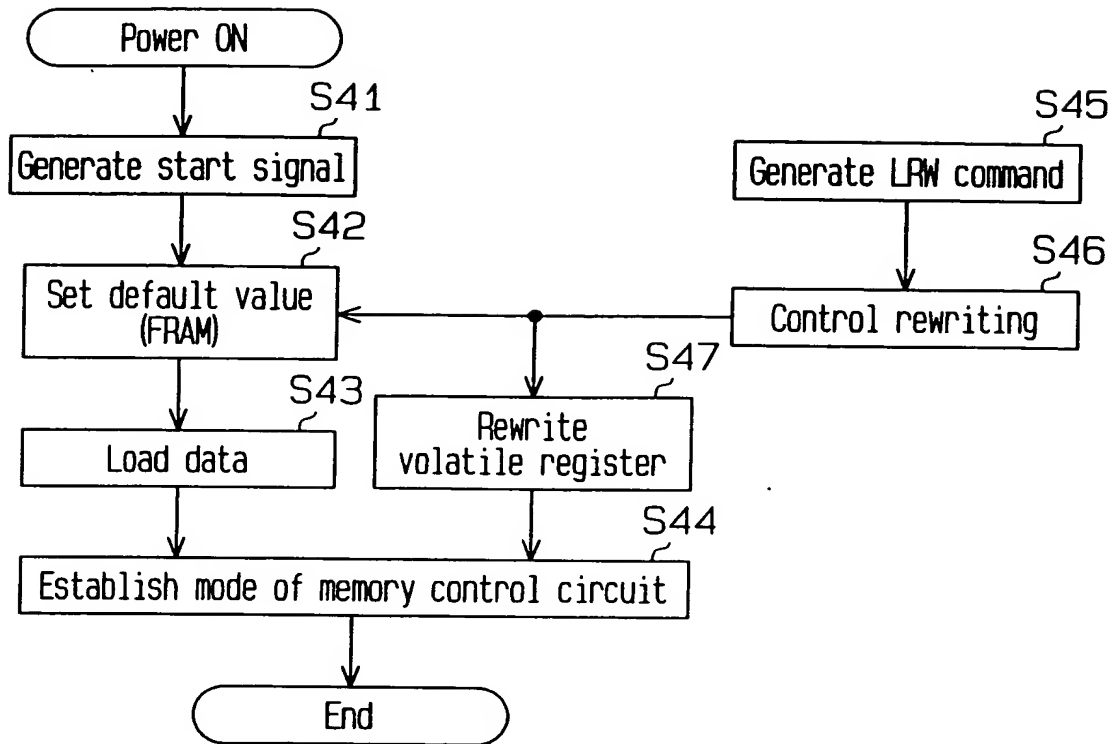 Power ON
S41
Generate start signal
S45
Generate LRW command
S42
Set default value
(FRAM)
S46
Control rewriting
S43
Load data
S47
Rewrite
volatile register
S44
Establish mode of memory control circuit
End